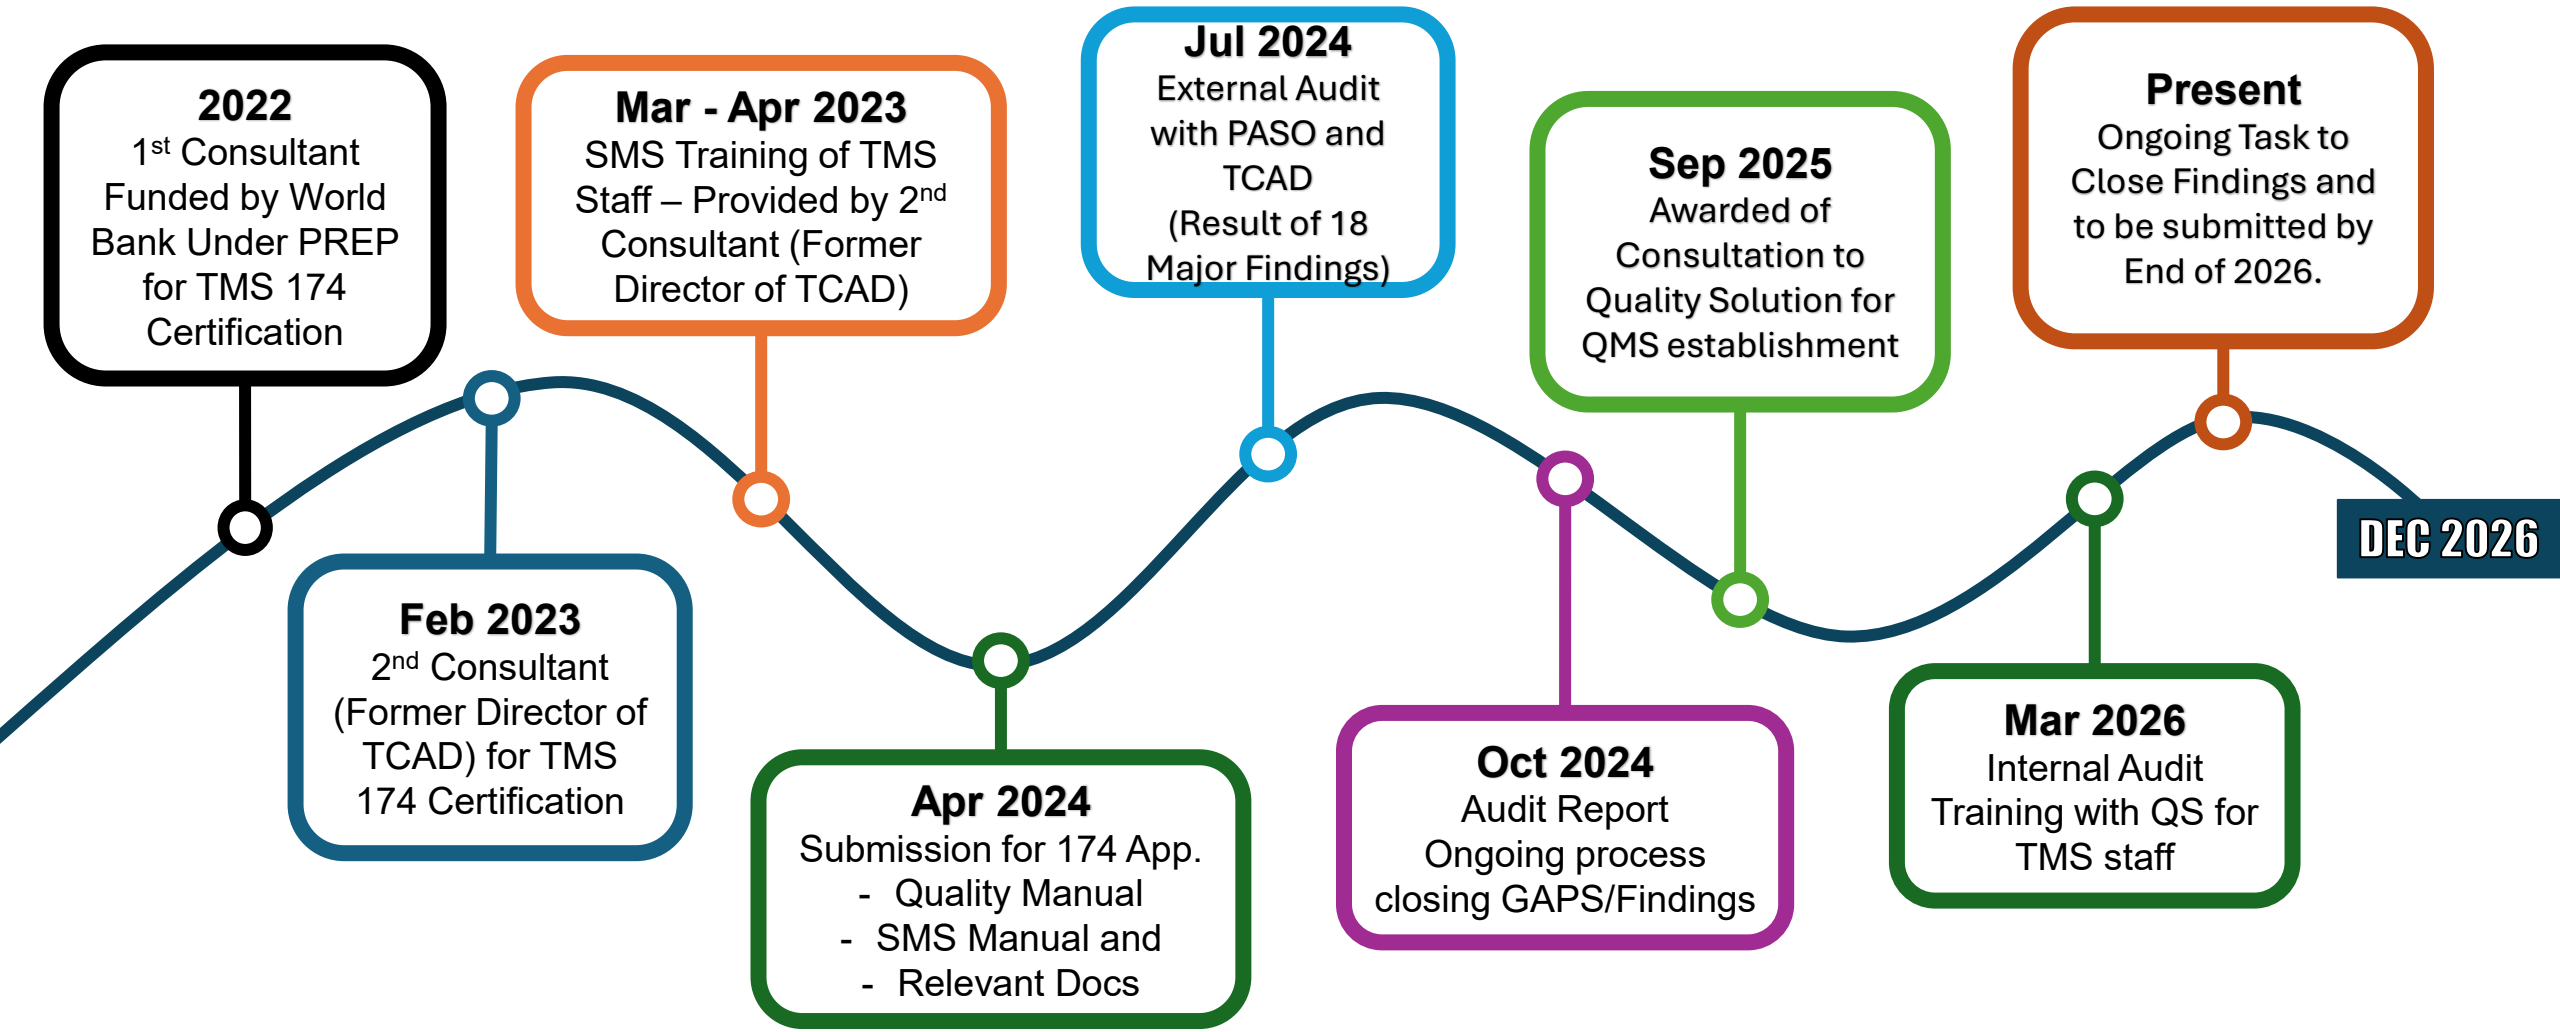 2022
1st Consultant
Funded by World
Bank Under PREP
for TMS 174
Certification
Feb 2023
2nd Consultant
(Former Director of
TCAD) for TMS
174 Certification
Mar - Apr 2023
SMS Training of TMS
Staff – Provided by 2nd
Consultant (Former
Director of TCAD)
Apr 2024
Submission for 174 App.
- Quality Manual
- SMS Manual and
- Relevant Docs
Jul 2024
External Audit
with PASO and
TCAD
(Result of 18
Major Findings)
Oct 2024
Audit Report
Ongoing process
closing GAPS/Findings
Sep 2025
Awarded of
Consultation to
Quality Solution for
QMS establishment
Mar 2026
Internal Audit
Training with QS for
TMS staff
Present
Ongoing Task to
Close Findings and
to be submitted by
End of 2026.
DEC 2026